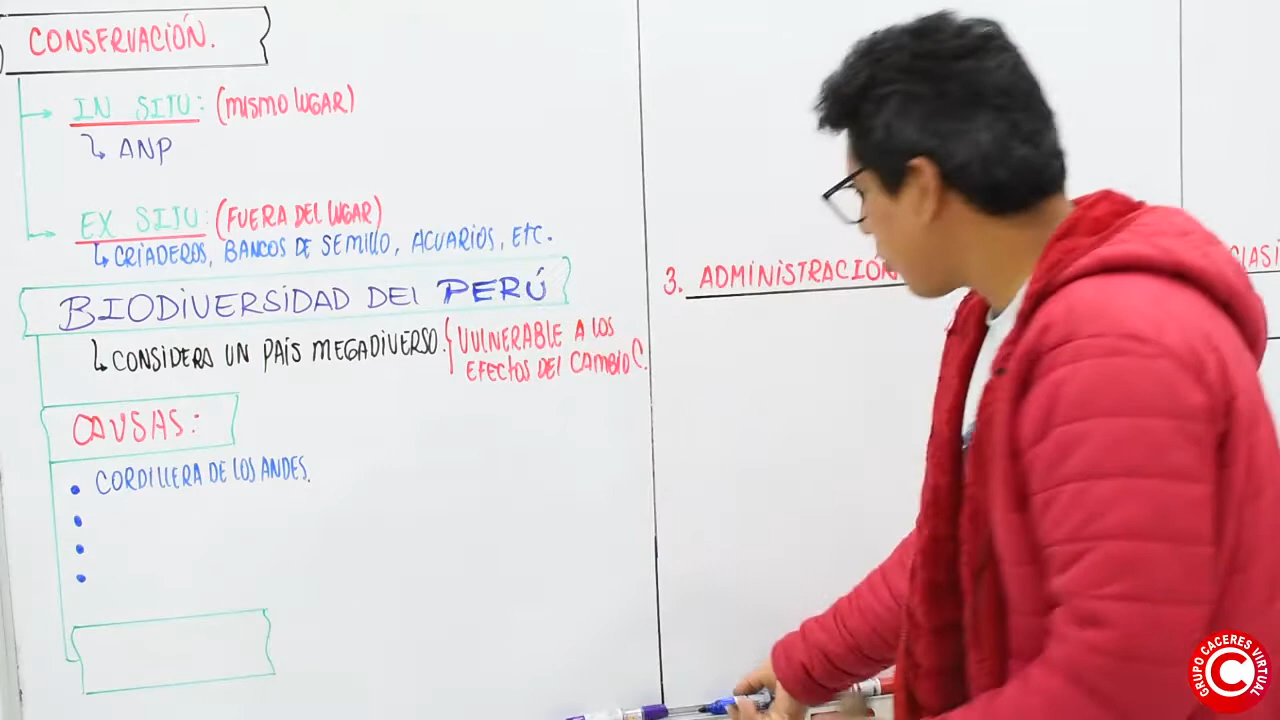 CONSERVACIÓN.
IN SITU: (MISMO LUGAR)
ANP
EX SITU: (FUERA DEL LUGAR)
CRIADEROS, BANCOS DE SEMILLO, ACUARIOS, Etc.
BIODIVERSIDAD DEL PERÚ
CONSIDERA UN PAÍS MEGADIVERSO. { VULNERABLE A LOS
EFECTOS DEL CAMBIO C.
CAUSAS:
• CORDILLERA DE LOS ANDES.
3. ADMINISTRACIÓN
CLASI
GRUPO CACERES VIRTUAL
C